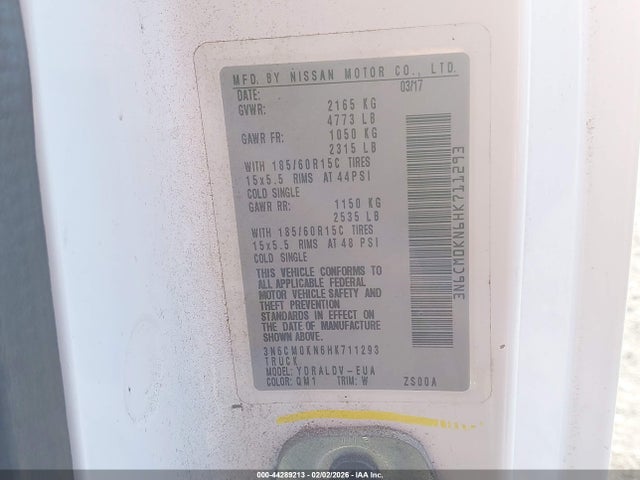 MFD. BY NISSAN MOTOR CO., LTD.
DATE: 03/17
GVWR: 2165 KG
4773 LB
GAWR FR: 1050 KG
2315 LB
WITH 185/60R15C TIRES
15x5.5 RIMS AT 44PSI
COLD SINGLE
GAWR RR: 1150 KG
2535 LB
WITH 185/60R15C TIRES
15x5.5 RIMS AT 48 PSI
COLD SINGLE
THIS VEHICLE CONFORMS TO
ALL APPLICABLE FEDERAL
MOTOR VEHICLE SAFETY AND
THEFT PREVENTION
STANDARDS IN EFFECT ON
THE DATE OF MANUFACTURE
SHOWN ABOVE.
3N6CM0KN6HK711293
TRUCK
MODEL: YDRALDV-EUA
COLOR: QM1 TRIM: W ZS00A
3N6CM0KN6HK711293
000-44289213 - 02/02/2026 - IAA Inc.